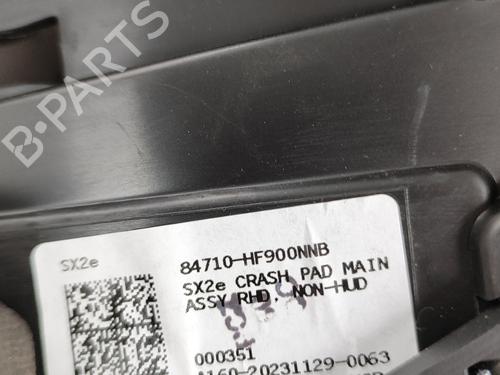 B-PARTS
SX2e
84710-HF900NNB
SX2e CRASH PAD MAIN
ASSY RHD, NON-HUD
000351
A160-20231129-0063